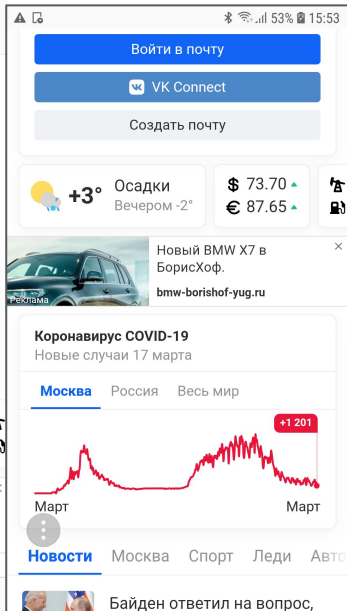 53% 15:53
Войти в почту
VK Connect
Создать почту
+3°
Осадки
Вечером -2°
$ 73.70
€ 87.65
Реклама
Новый BMW X7 в
БорисХоф.
bmw-borishof-yug.ru
Коронавирус COVID-19
Новые случаи 17 марта
Москва Россия Весь мир
+1 201
Март Март
Новости Москва Спорт Леди Авто
Байден ответил на вопрос,